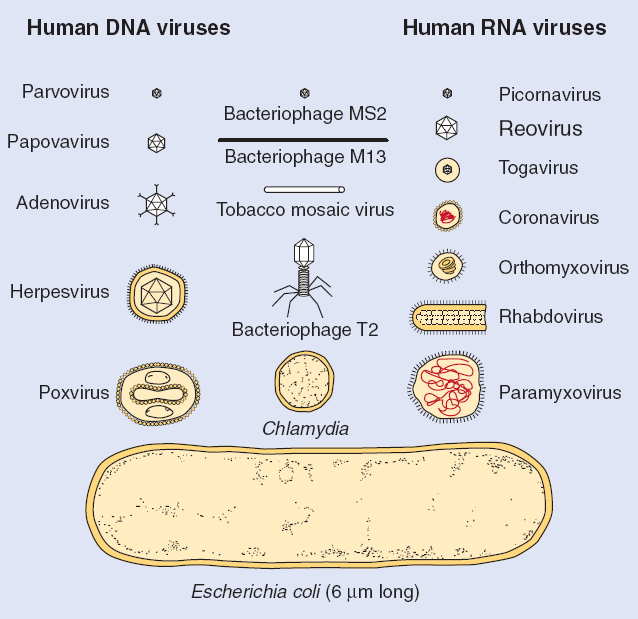 Human DNA viruses
Human RNA viruses
Parvovirus
Papovavirus
Adenovirus
Herpesvirus
Poxvirus
Bacteriophage MS2
Bacteriophage M13
Tobacco mosaic virus
Bacteriophage T2
Chlamydia
Picornavirus
Reovirus
Togavirus
Coronavirus
Orthomyxovirus
Rhabdovirus
Paramyxovirus
Escherichia coli (6 μm long)